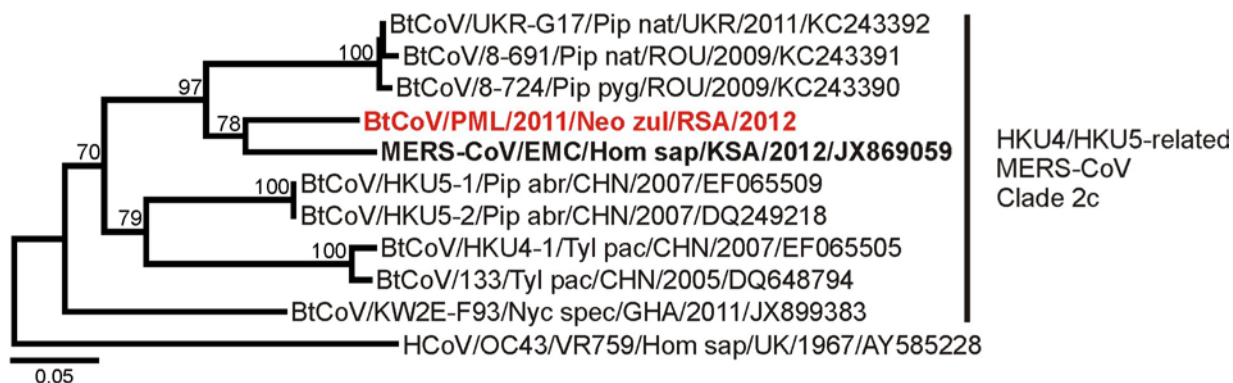 BtCoV/UKR-G17/Pip nat/UKR/2011/KC243392
100
BtCoV/8-691/Pip nat/ROU/2009/KC243391
BtCoV/8-724/Pip pyg/ROU/2009/KC243390
97
78
BtCoV/PML/2011/Neo zul/RSA/2012
MERS-CoV/EMC/Hom sap/KSA/2012/JX869059
70
100
BtCoV/HKU5-1/Pip abr/CHN/2007/EF065509
BtCoV/HKU5-2/Pip abr/CHN/2007/DQ249218
79
100
BtCoV/HKU4-1/Tyl pac/CHN/2007/EF065505
BtCoV/133/Tyl pac/CHN/2005/DQ648794
BtCoV/KW2E-F93/Nyc spec/GHA/2011/JX899383
HCoV/OC43/VR759/Hom sap/UK/1967/AY585228
0.05
HKU4/HKU5-related
MERS-CoV
Clade 2c